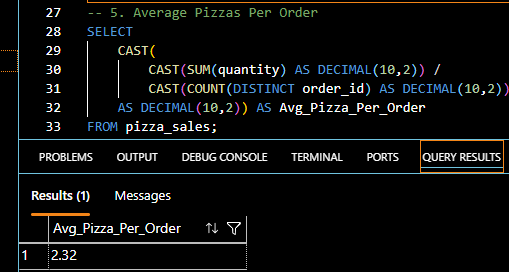 27 -- 5. Average Pizzas Per Order
28 SELECT
29 CAST(
30 CAST(SUM(quantity) AS DECIMAL(10,2)) /
31 CAST(COUNT(DISTINCT order_id) AS DECIMAL(10,2))
32 AS DECIMAL(10,2)) AS Avg_Pizza_Per_Order
33 FROM pizza_sales;
PROBLEMS OUTPUT DEBUG CONSOLE TERMINAL PORTS QUERY RESULTS
Results (1) Messages
Avg_Pizza_Per_Order
1 2.32